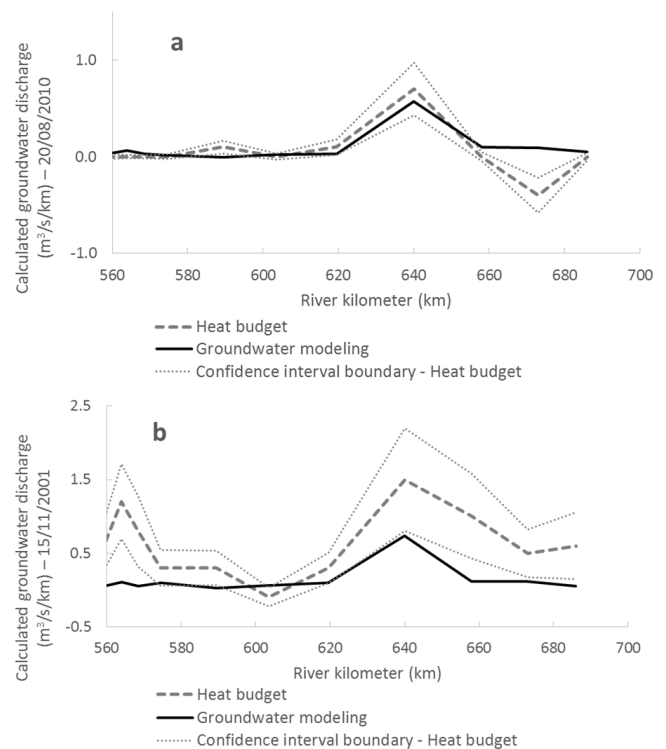 a
Calculated groundwater discharge
(m³/s/km) – 20/08/2010
1.0
0.0
-1.0
560 580 600 620 640 660 680 700
River kilometer (km)
Heat budget
Groundwater modeling
Confidence interval boundary - Heat budget
b
Calculated groundwater discharge
(m³/s/km) – 15/11/2001
2.5
1.5
0.5
-0.5
560 580 600 620 640 660 680 700
River kilometer (km)
Heat budget
Groundwater modeling
Confidence interval boundary - Heat budget